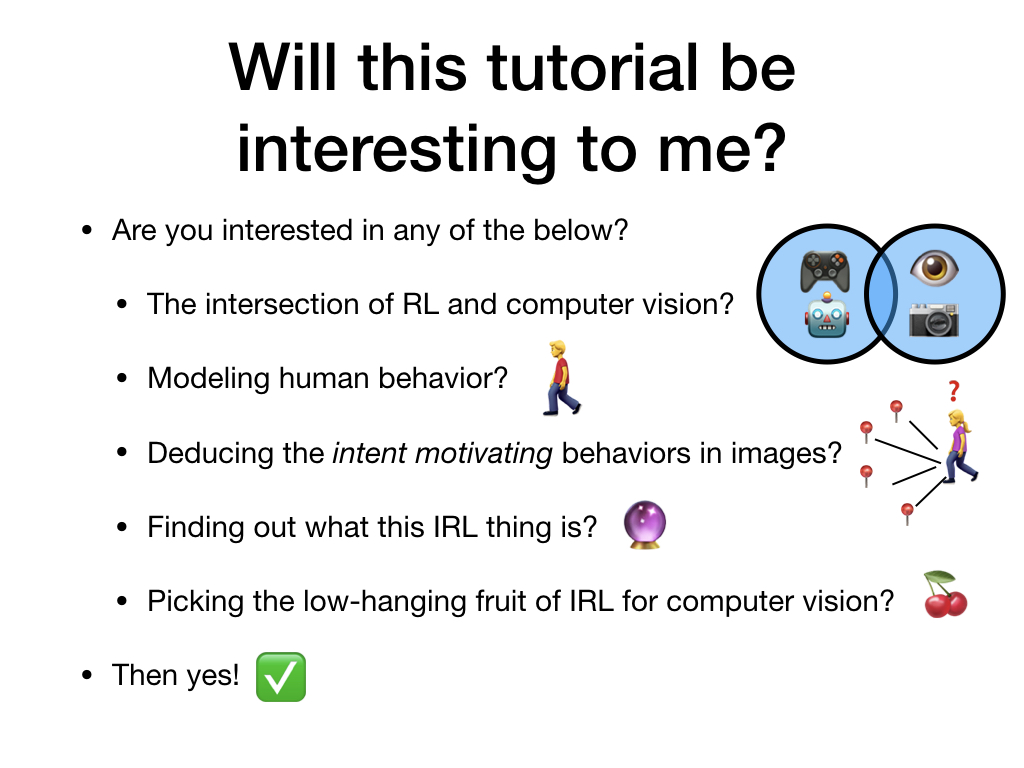 Will this tutorial be
interesting to me?
• Are you interested in any of the below?
• The intersection of RL and computer vision?
• Modeling human behavior?
?
• Deducing the intent motivating behaviors in images?
• Finding out what this IRL thing is?
• Picking the low-hanging fruit of IRL for computer vision?
• Then yes!